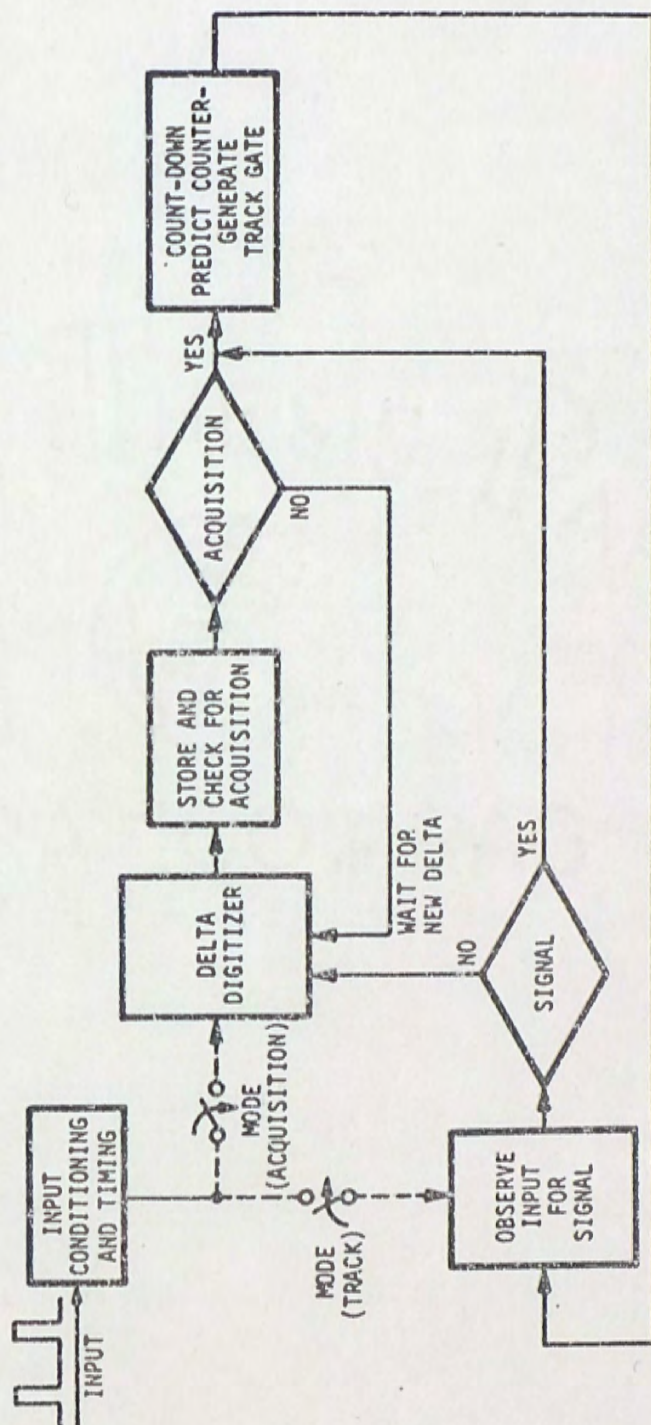 INPUT
INPUT
CONDITIONING
AND TIMING
MODE
(ACQUISITION)
MODE
(TRACK)
DELTA
DIGITIZER
STORE AND
CHECK FOR
ACQUISITION
ACQUISITION
YES
NO
COUNT-DOWN
PREDICT COUNTER-
GENERATE
TRACK GATE
WAIT FOR
NEW DELTA
OBSERVE
INPUT
FOR
SIGNAL
SIGNAL
NO
YES